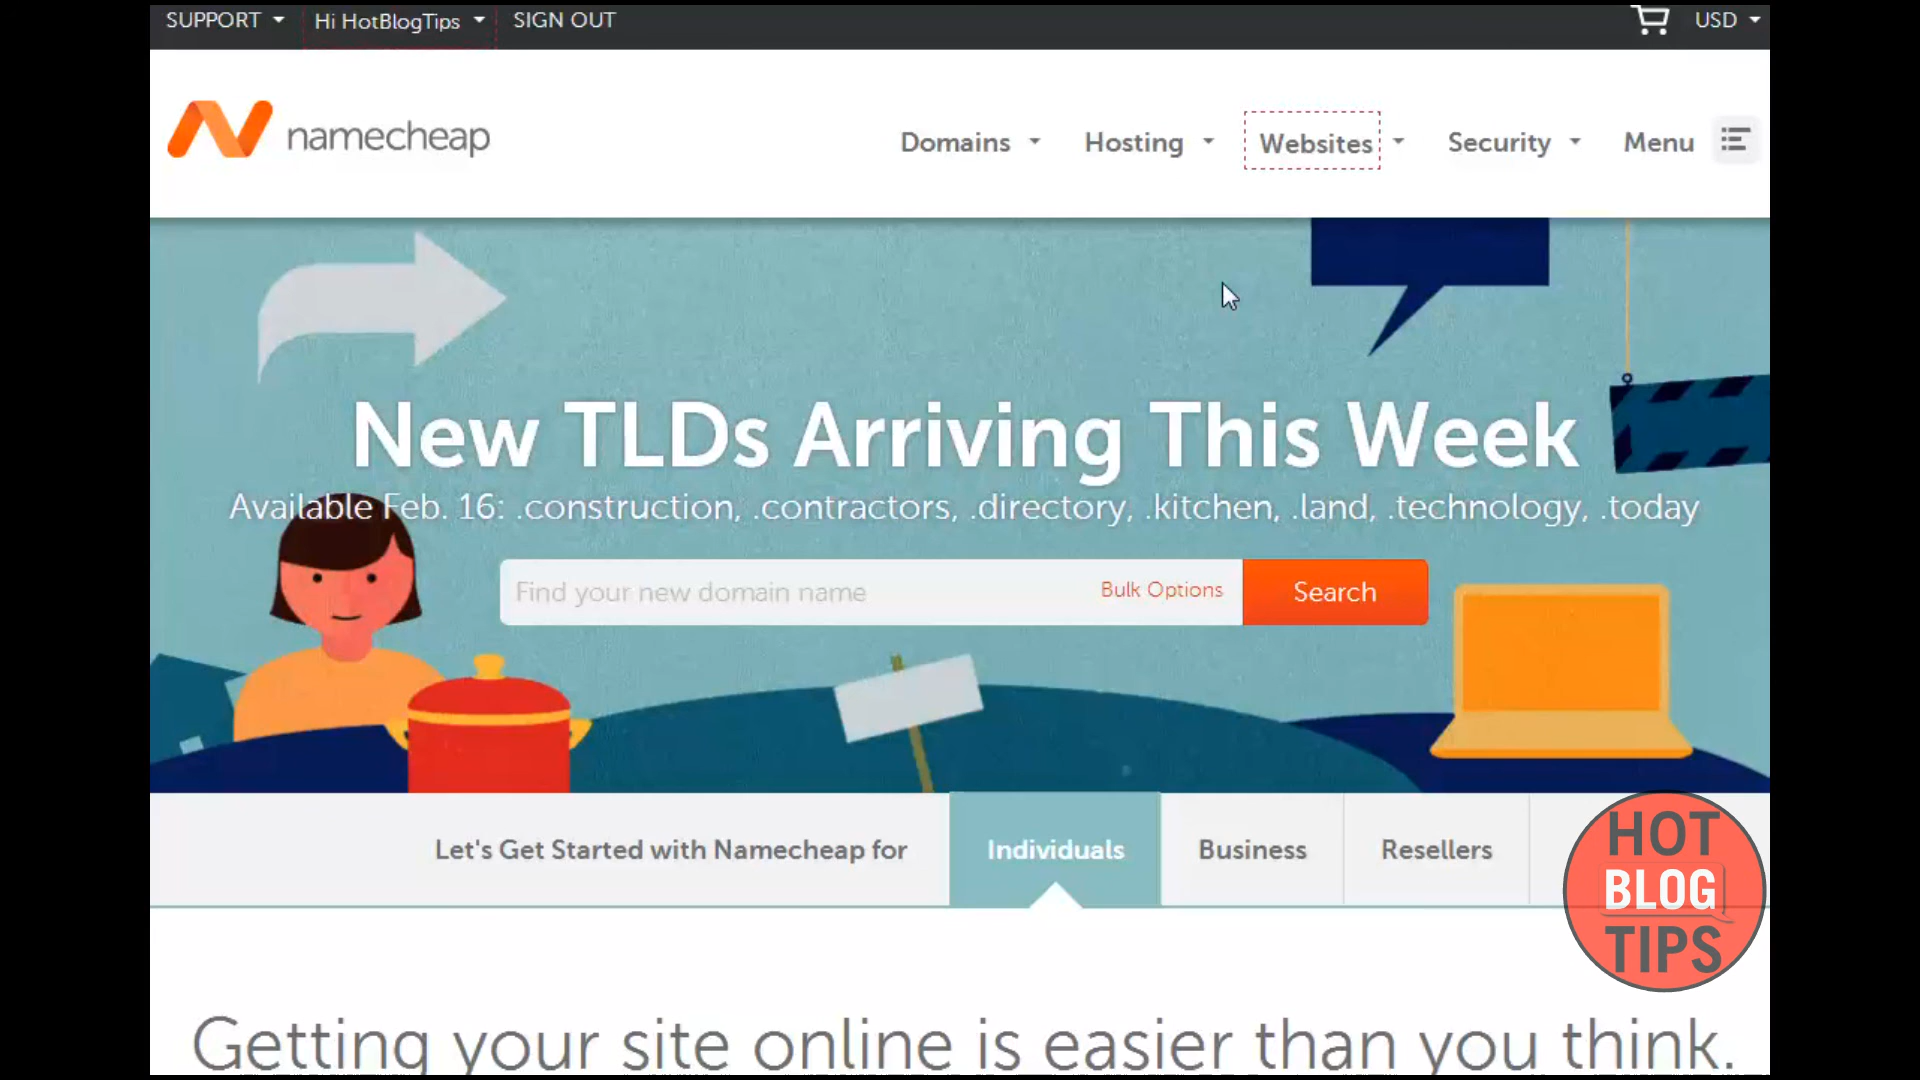 SUPPORT Hi HotBlogTips SIGN OUT USD
namecheap Domains Hosting Websites Security Menu
New TLDs Arriving This Week
Available Feb. 16: .construction, .contractors, .directory, .kitchen, .land, .technology, .today
Find your new domain name Bulk Options Search
Let's Get Started with Namecheap for Individuals Business Resellers
HOT
BLOG
TIPS
Getting your site online is easier than you think.